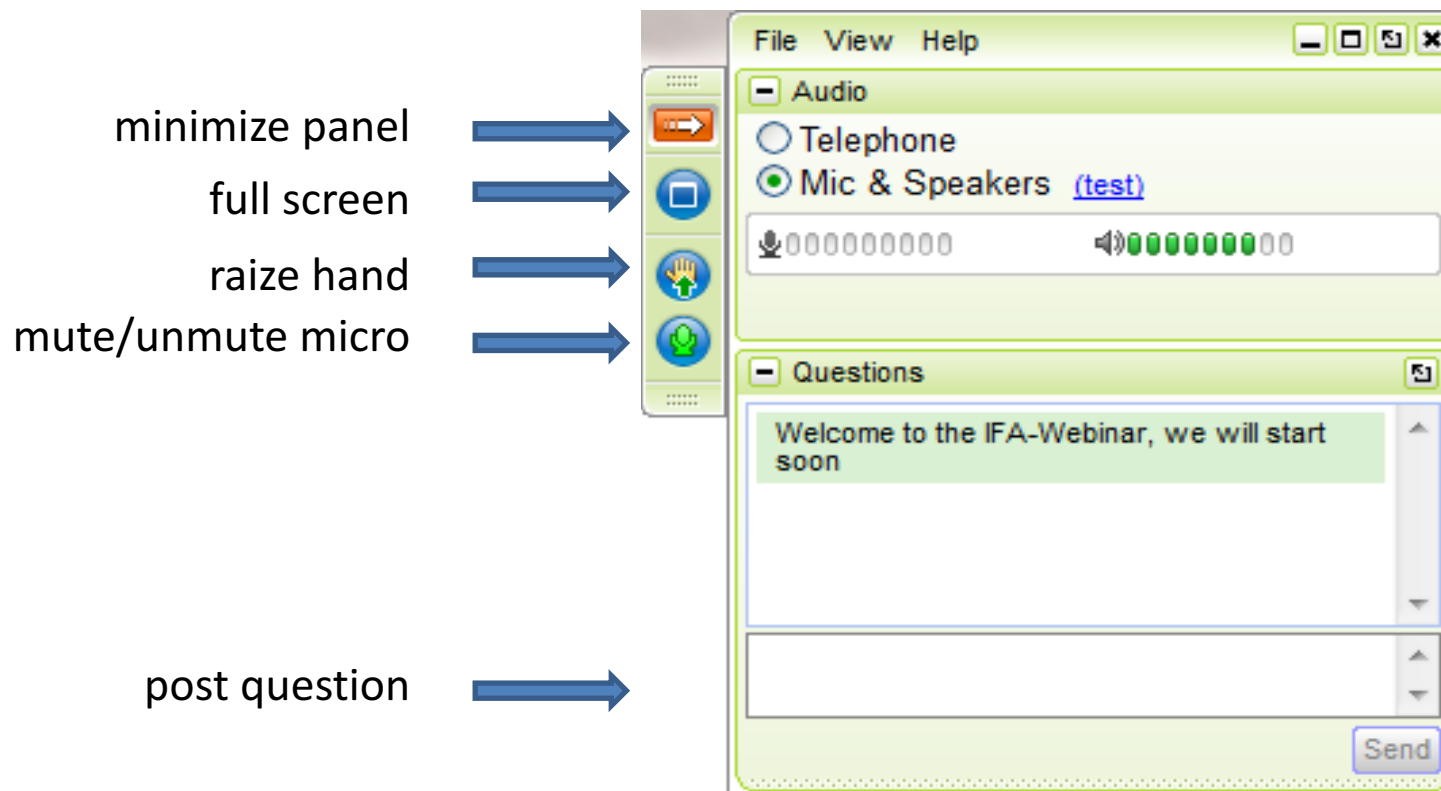 minimize panel
full screen
raize hand
mute/unmute micro
post question
File View Help
Audio
Telephone
Mic & Speakers (test)
Questions
Welcome to the IFA-Webinar, we will start
soon
Send